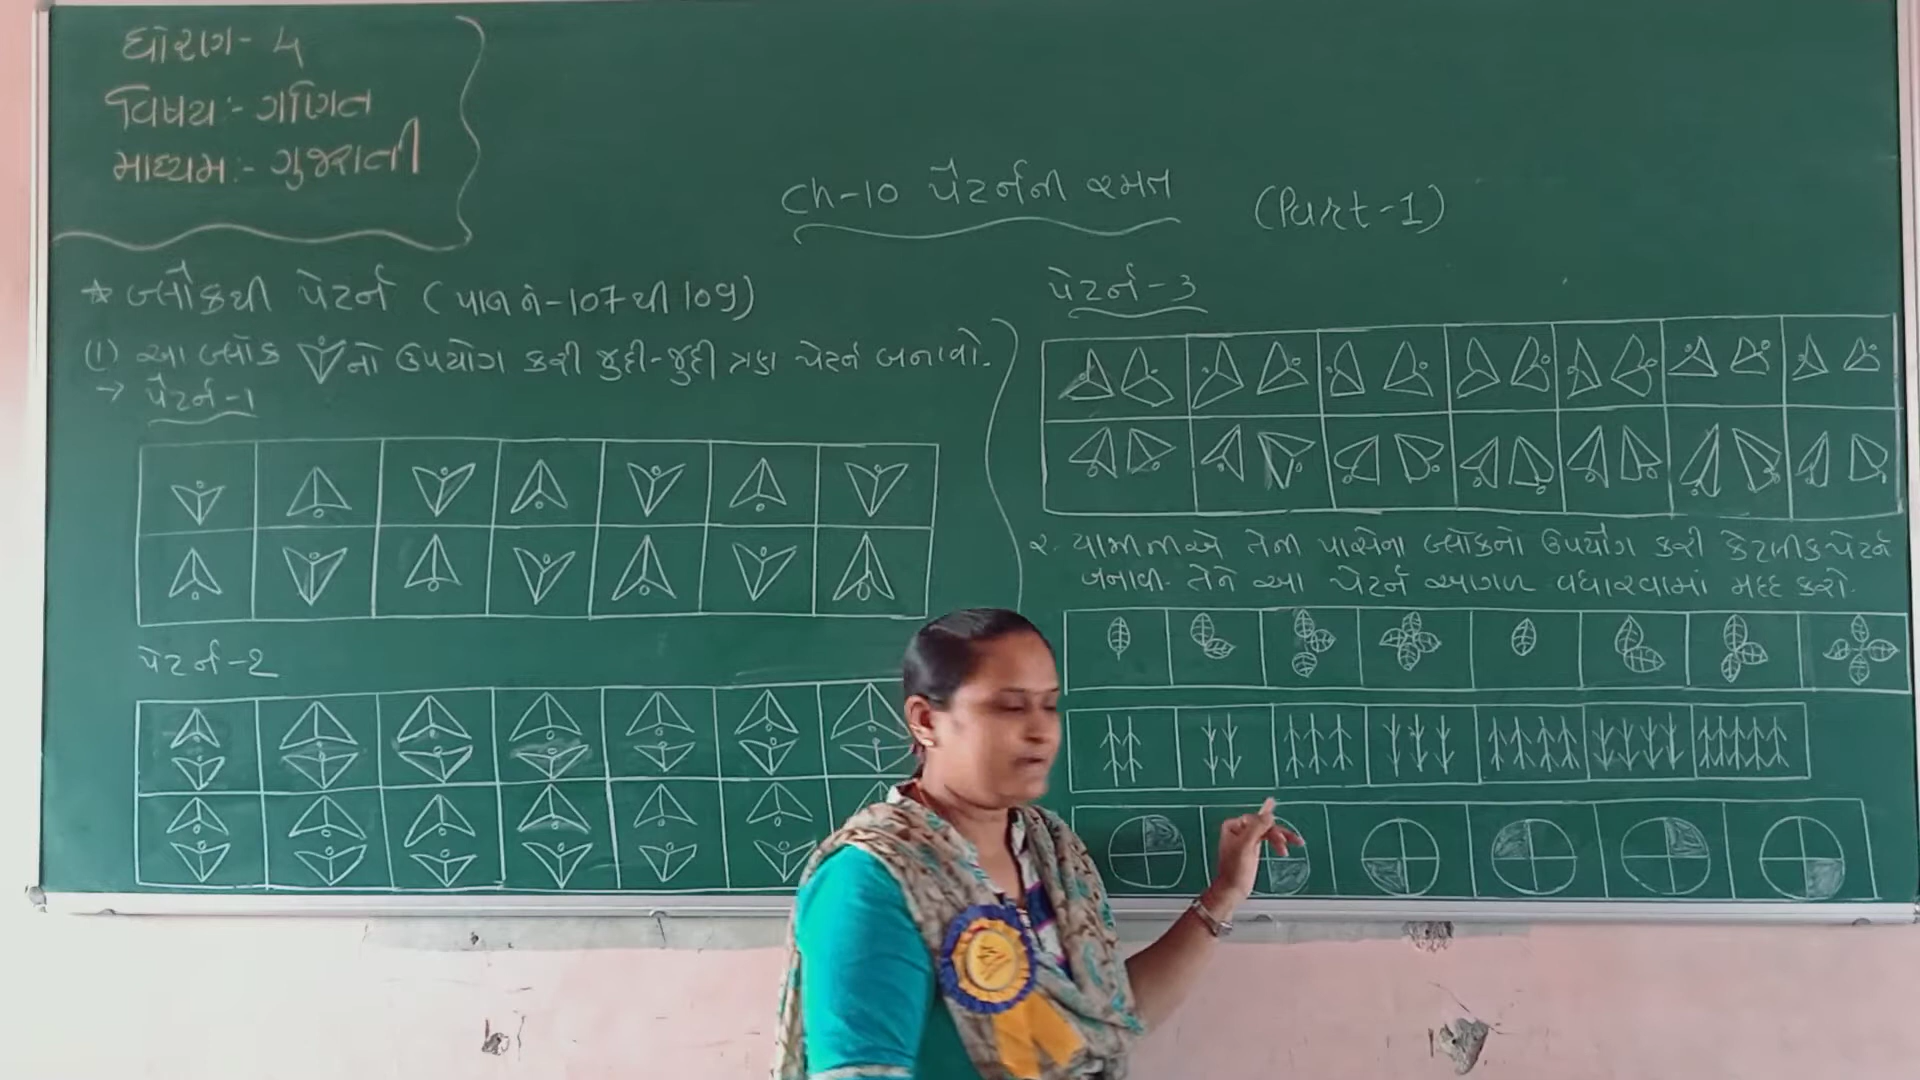 ધોરણ- ૫
વિષય:- ગણિત
માધ્યમ:- ગુજરાતી
Ch-10 પેટર્નની રમત (Part-1)
* બ્લોકથી પેટર્ન (પાન નં-107 થી 109)
(1) આ બ્લોક નો ઉપયોગ કરી જુદી-જુદી ત્રણ પેટર્ન બનાવો.
→ પેટર્ન-1
પેટર્ન-2
પેટર્ન-3
૨. યામીનીએ તેની પાસેના બ્લોકનો ઉપયોગ કરી કેટલીક પેટર્ન
બનાવી. તેને આ પેટર્ન આગળ વધારવામાં મદદ કરો.